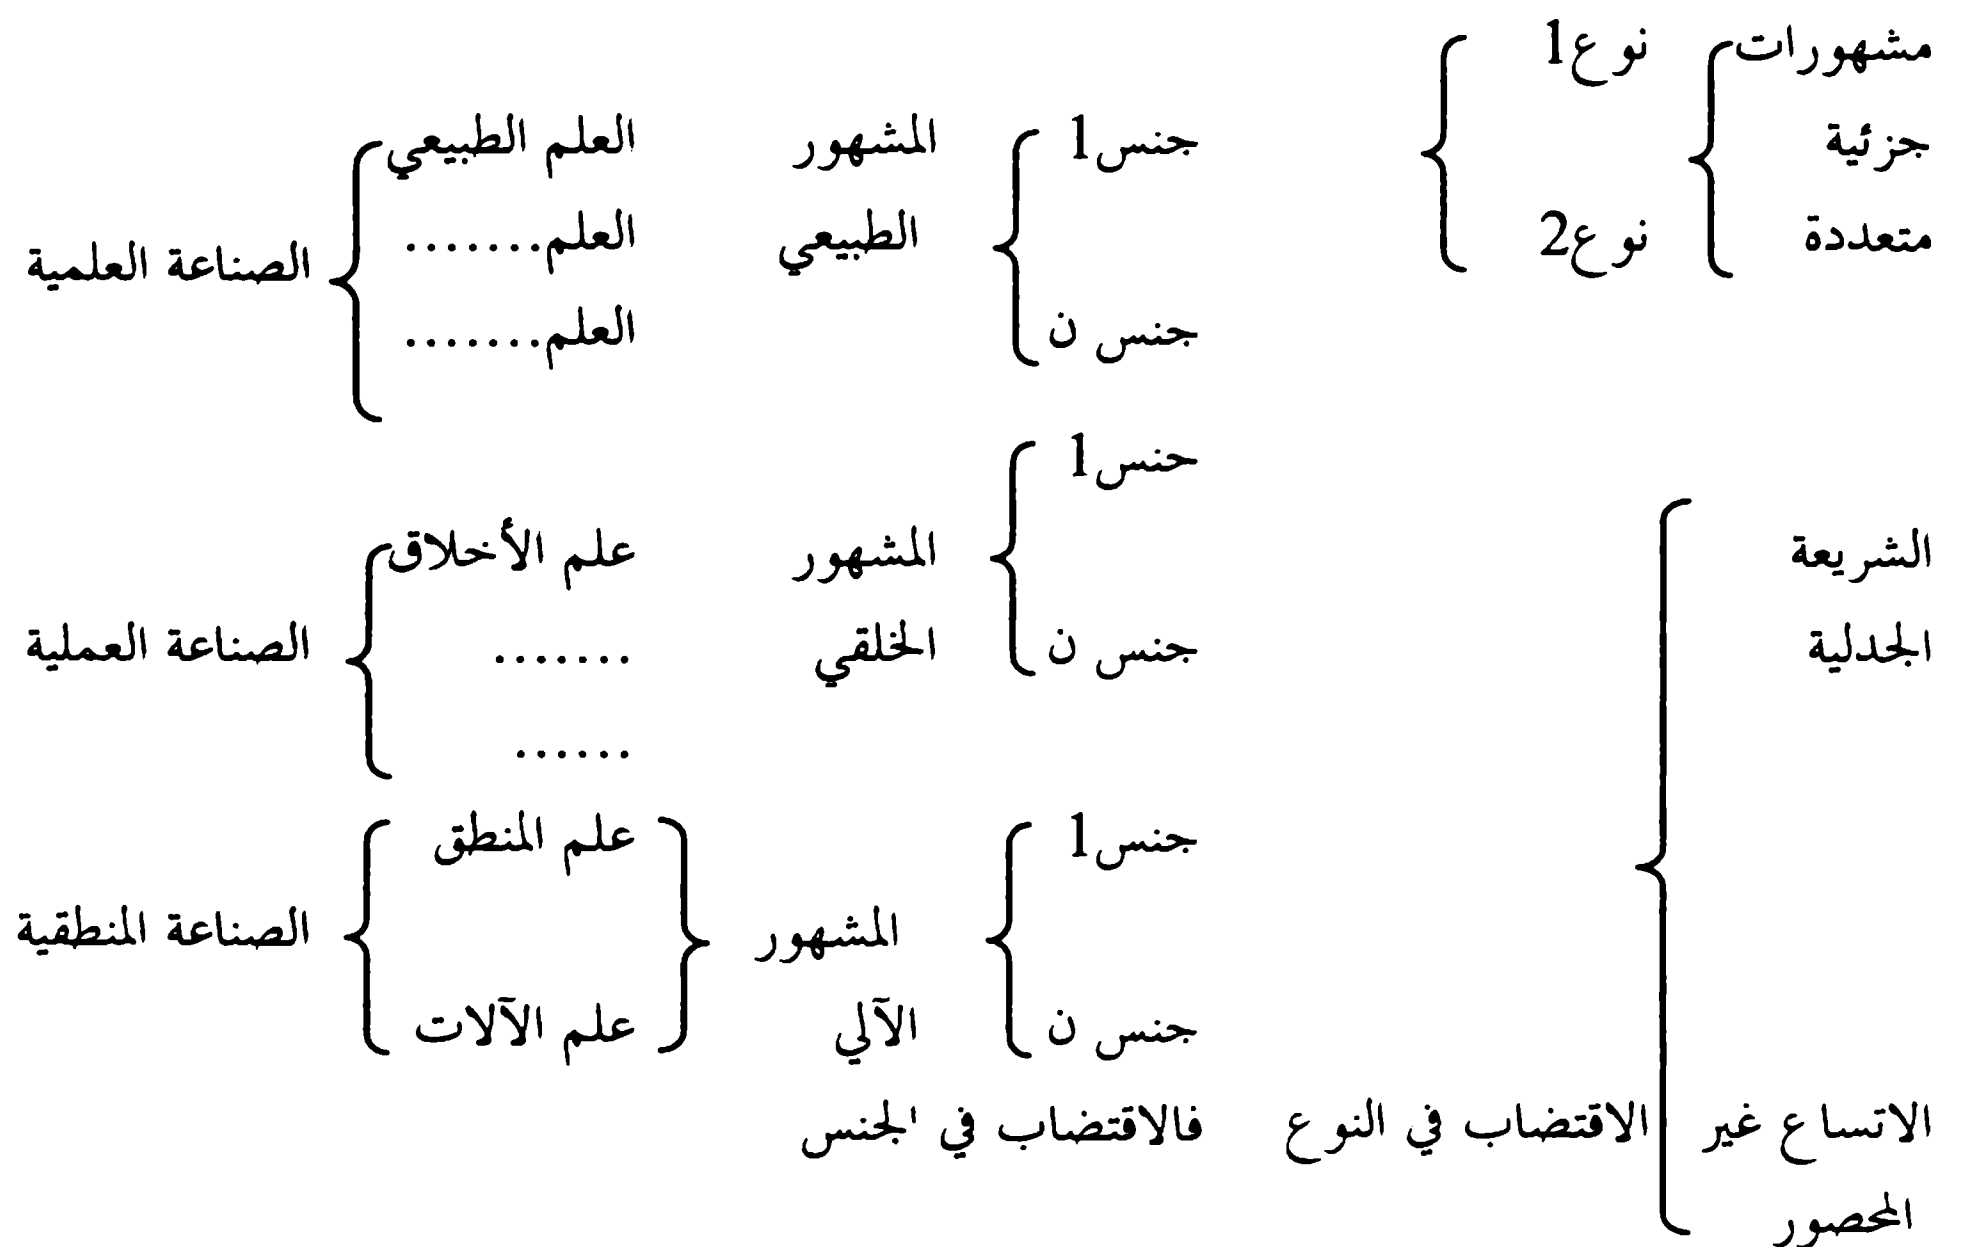 مشهورات نوع1
جزئية جنس1 المشهور العلم الطبيعي
متعددة نوع2 الطبيعي العلم....... الصناعة العلمية
جنس ن العلم.......
حنس1
الشريعة المشهور علم الأخلاق
الجدلية جنس ن الخلقي ....... الصناعة العملية
......
جنس1 علم المنطق
المشهور الصناعة المنطقية
جنس ن الآلي علم الآلات
الاتساع غير الاقتضاب في النوع فالاقتضاب في الجنس
المحصور